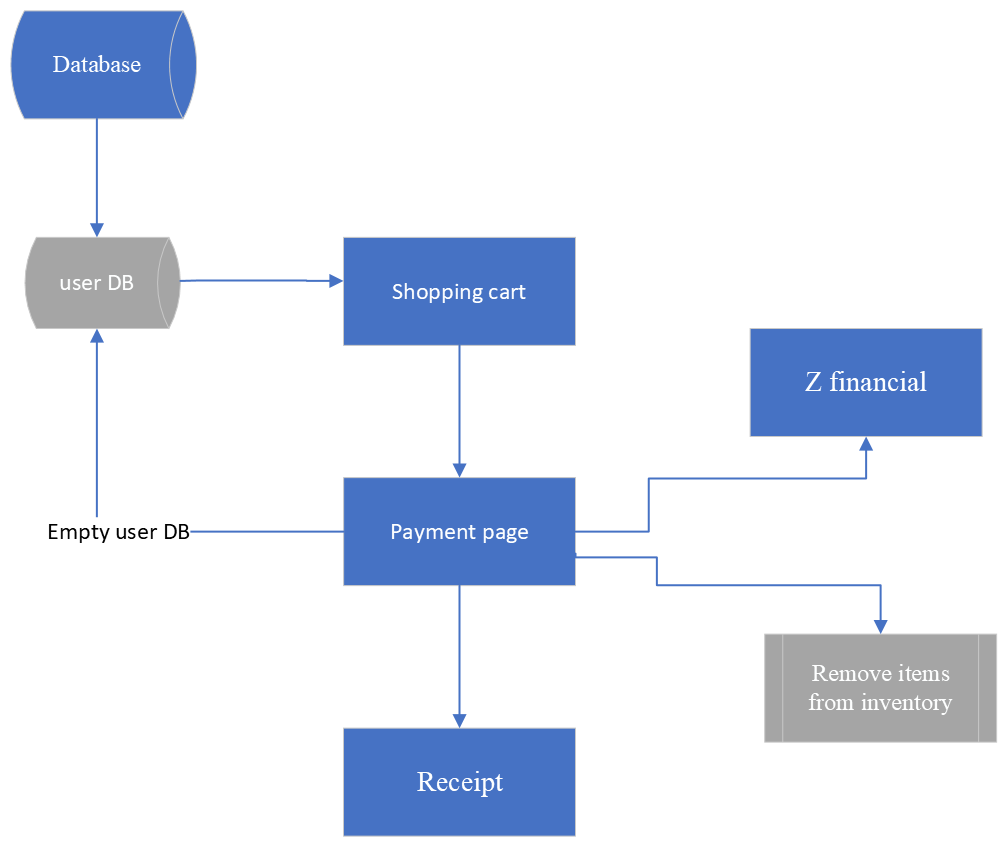 Database
user DB
Shopping cart
Z financial
Empty user DB
Payment page
Remove items
from inventory
Receipt